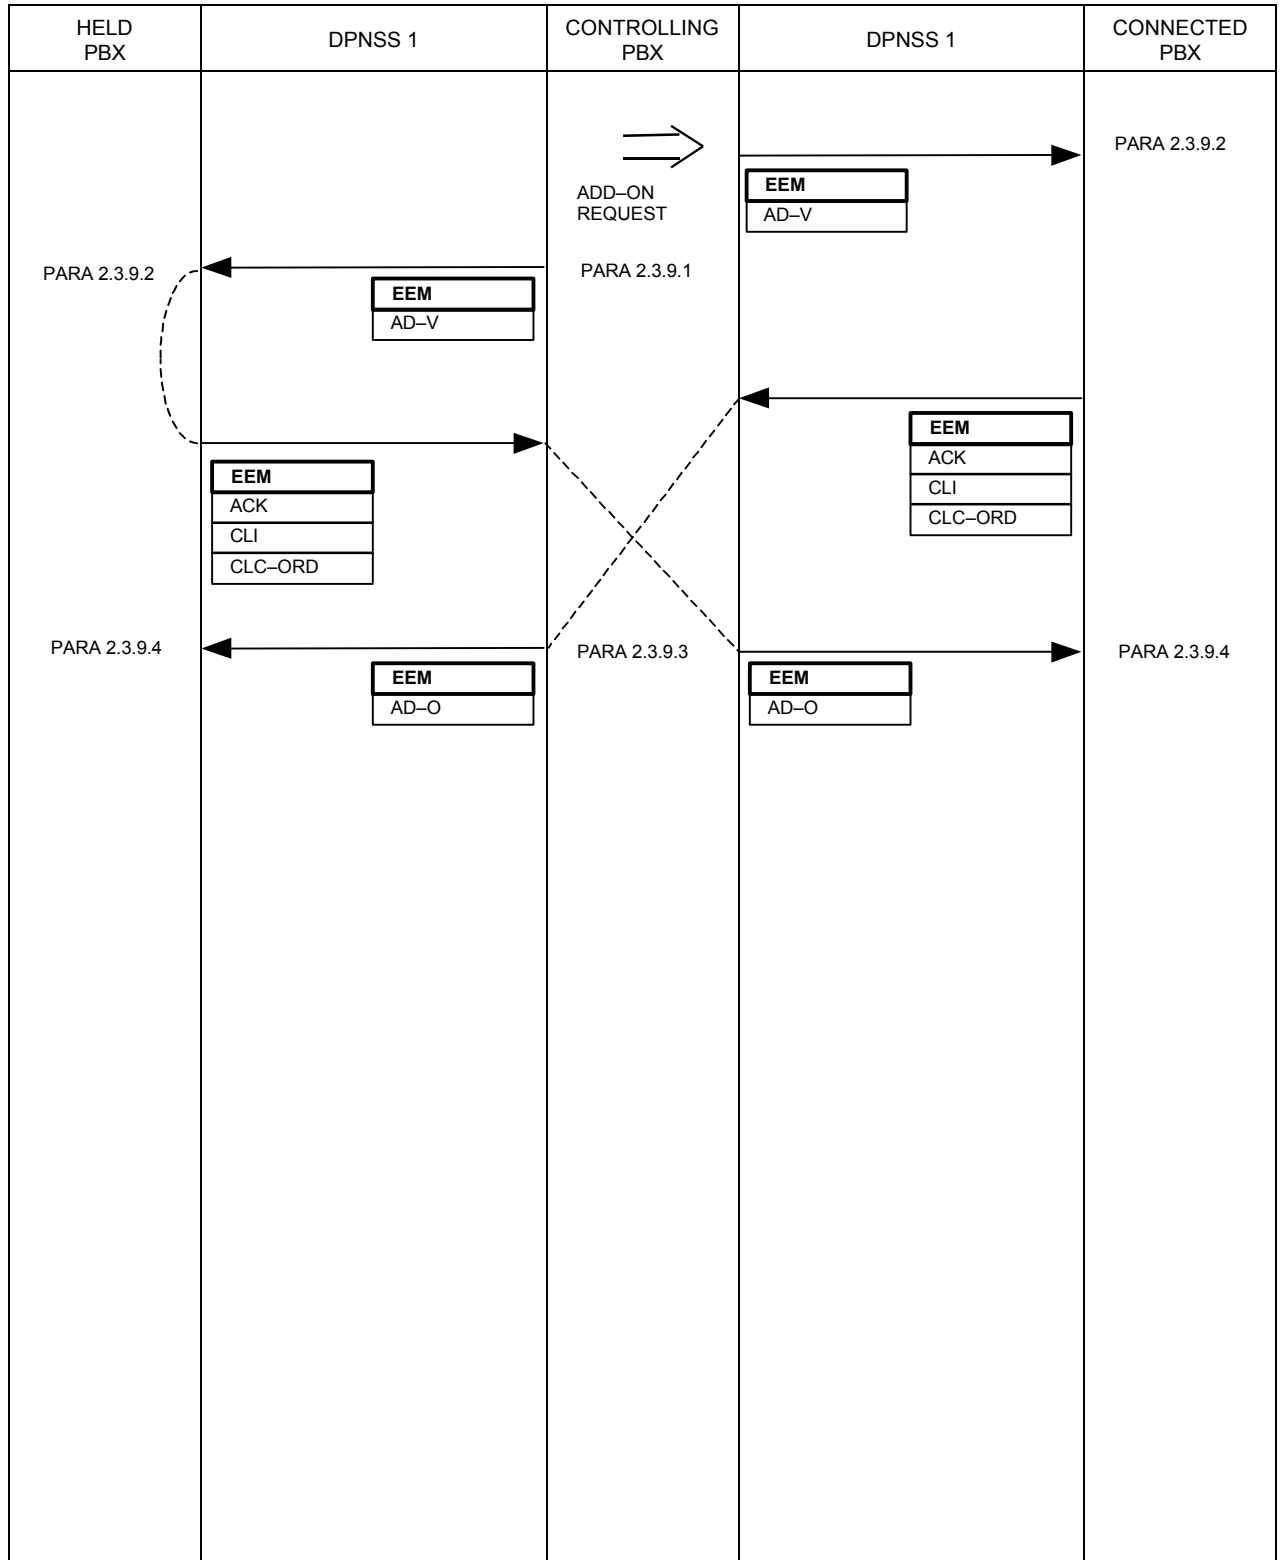 HELD
PBX
DPNSS 1
CONTROLLING
PBX
DPNSS 1
CONNECTED
PBX
PARA 2.3.9.2
ADD–ON
REQUEST
EEM
AD–V
PARA 2.3.9.2
PARA 2.3.9.1
EEM
AD–V
EEM
ACK
CLI
CLC–ORD
EEM
ACK
CLI
CLC–ORD
PARA 2.3.9.4
PARA 2.3.9.3
PARA 2.3.9.4
EEM
AD–O
EEM
AD–O